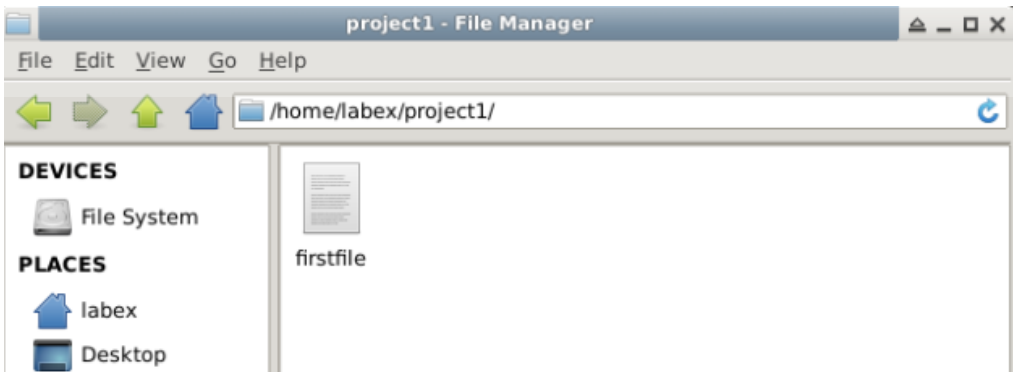 project1 - File Manager
File Edit View Go Help
/home/labex/project1/
DEVICES
File System
PLACES
labex
Desktop
firstfile